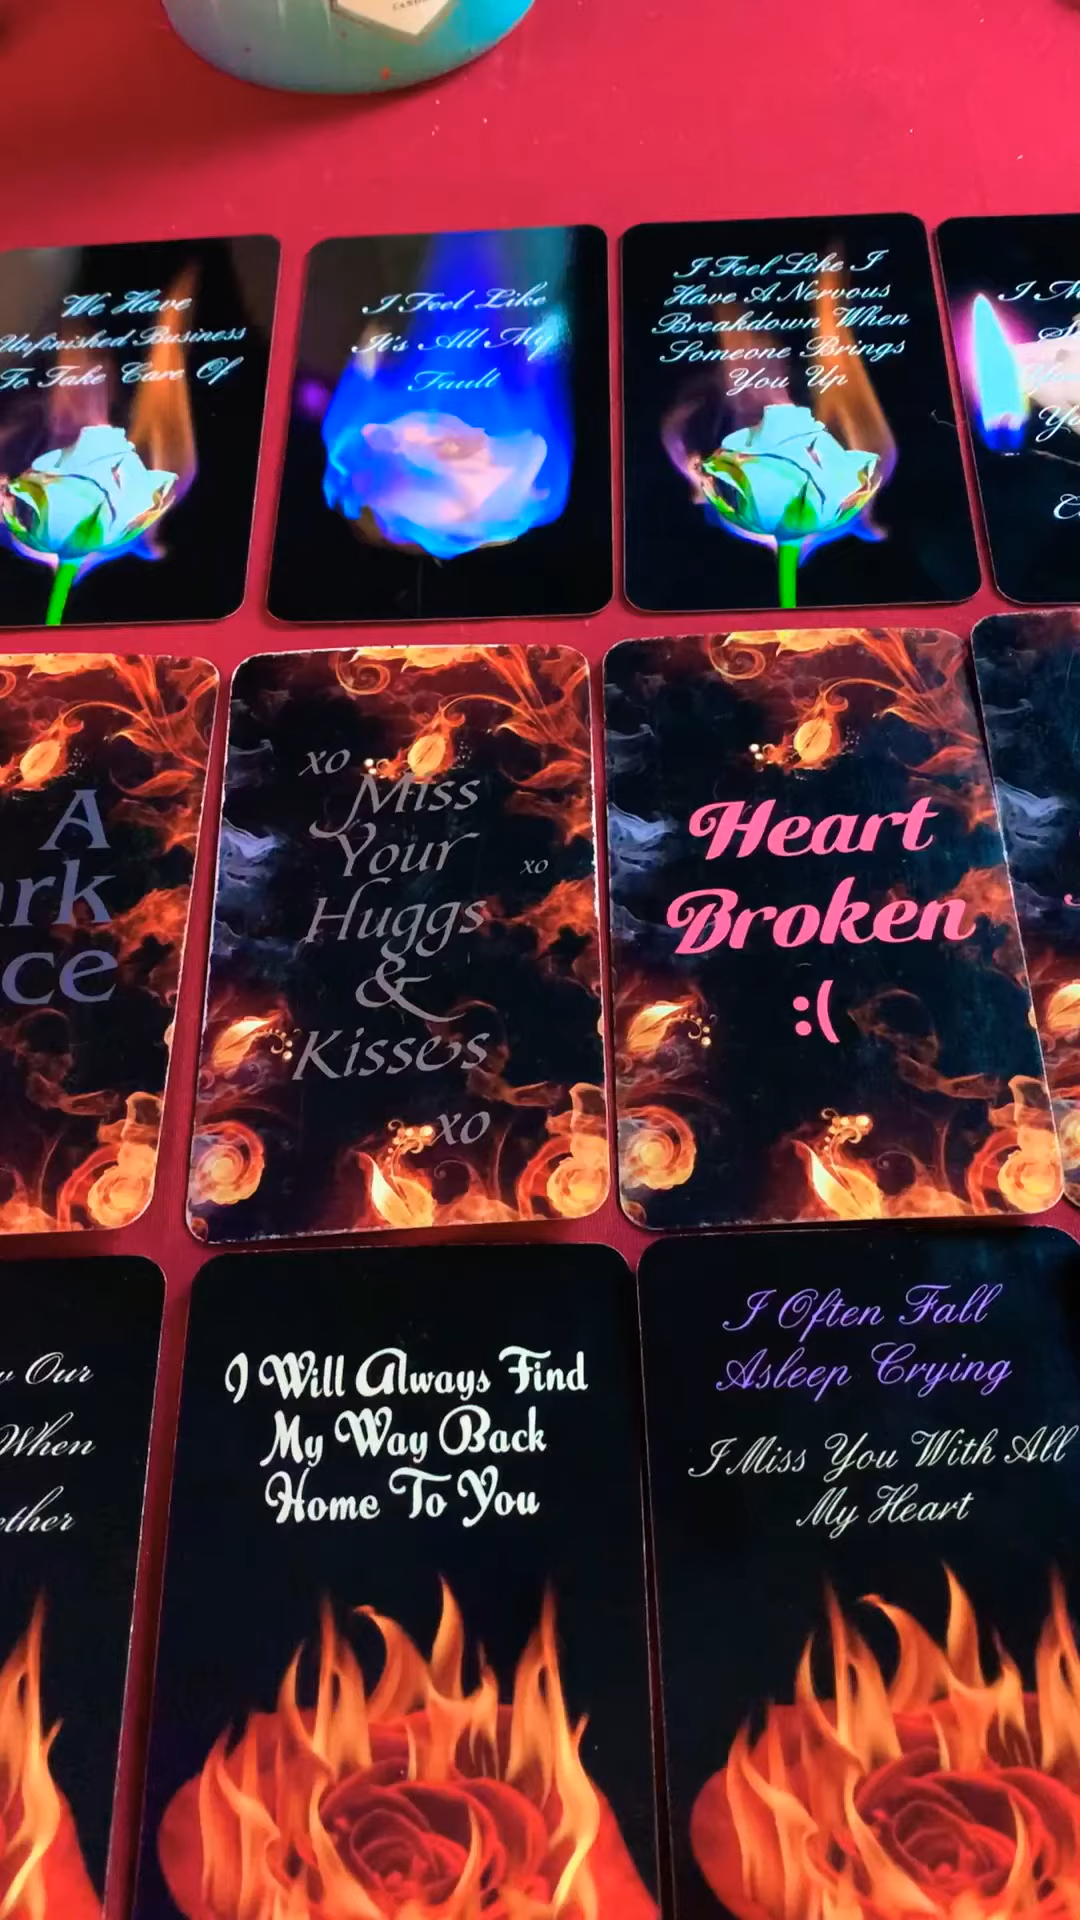 We Have
Unfinished Business
To Take Care Of
I Feel Like
It's All My
Fault
I Feel Like I
Have A Nervous
Breakdown When
Someone Brings
You Up
I
A
xo
Miss
Your
xo
Huggs
&
Kisses
xo
Heart
Broken
:(
Our
When
I Will Always Find
My Way Back
Home To You
I Often Fall
Asleep Crying
I Miss You With All
My Heart